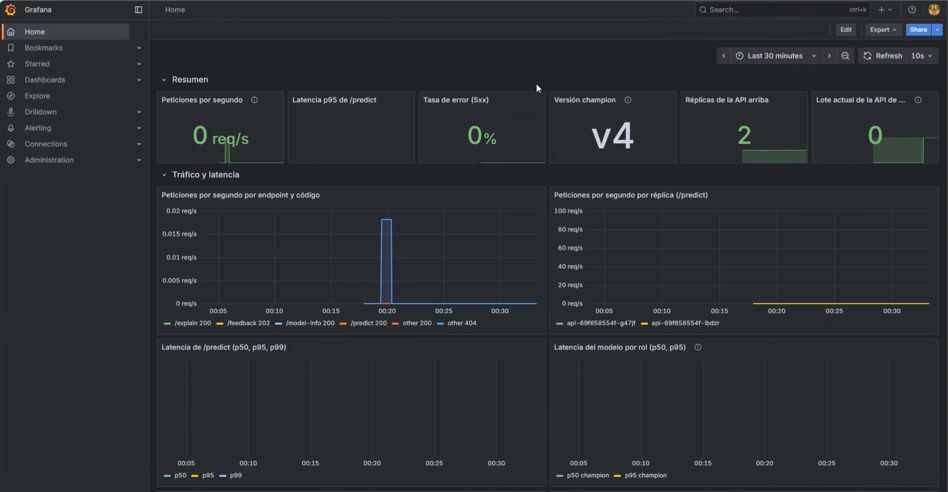 Grafana
Home
Search...
ctrl+k
Home
Bookmarks
Starred
Dashboards
Explore
Drilldown
Alerting
Connections
Administration
Edit
Export
Share
Last 30 minutes
Refresh
10s
Resumen
Peticiones por segundo
0 req/s
Latencia p95 de /predict
Tasa de error (5xx)
0%
Versión champion
v4
Réplicas de la API arriba
2
Lote actual de la API de ...
0
Tráfico y latencia
Peticiones por segundo por endpoint y código
0.02 req/s
0.015 req/s
0.01 req/s
0.005 req/s
0 req/s
00:05 00:10 00:15 00:20 00:25 00:30
/explain 200 /feedback 202 /model-info 200 /predict 200 other 200 other 404
Peticiones por segundo por réplica (/predict)
100 req/s
80 req/s
60 req/s
40 req/s
20 req/s
0 req/s
00:05 00:10 00:15 00:20 00:25 00:30
api-69f658554f-g47jf api-69f658554f-lbdzr
Latencia de /predict (p50, p95, p99)
00:05 00:10 00:15 00:20 00:25 00:30
p50 p95 p99
Latencia del modelo por rol (p50, p95)
00:05 00:10 00:15 00:20 00:25 00:30
p50 champion p95 champion